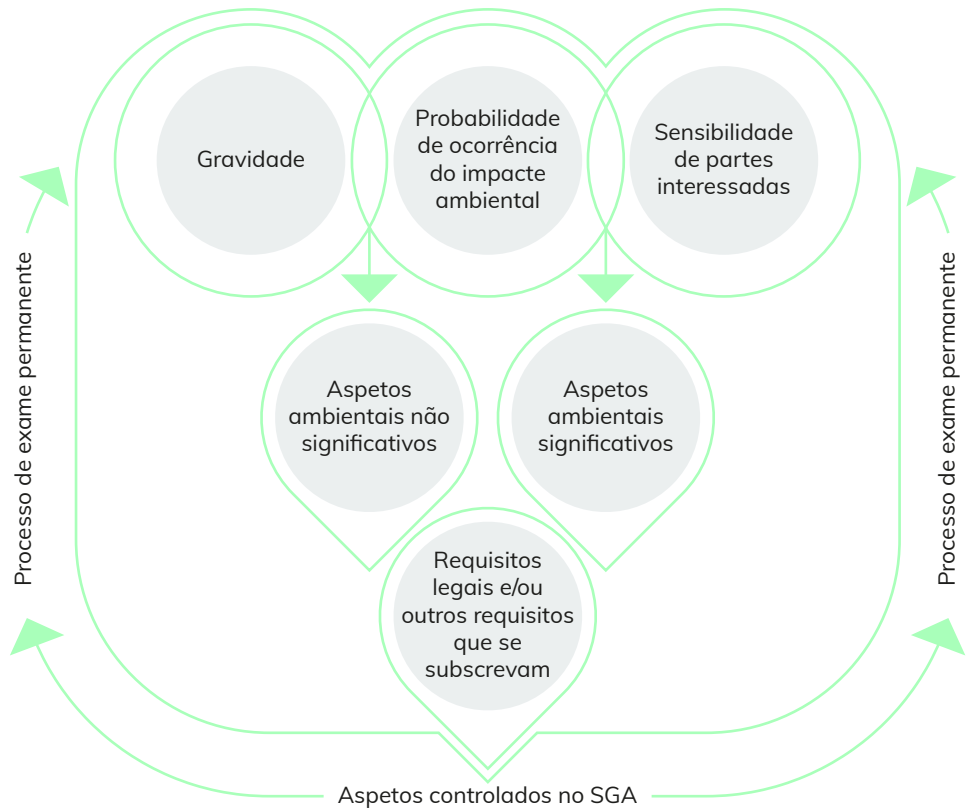 Gravidade
Probabilidade
de ocorrência
do impacte
ambiental
Sensibilidade
de partes
interessadas
Processo de exame permanente
Processo de exame permanente
Aspetos
ambientais não
significativos
Aspetos
ambientais
significativos
Requisitos
legais e/ou
outros requisitos
que se
subscrevam
Aspetos controlados no SGA